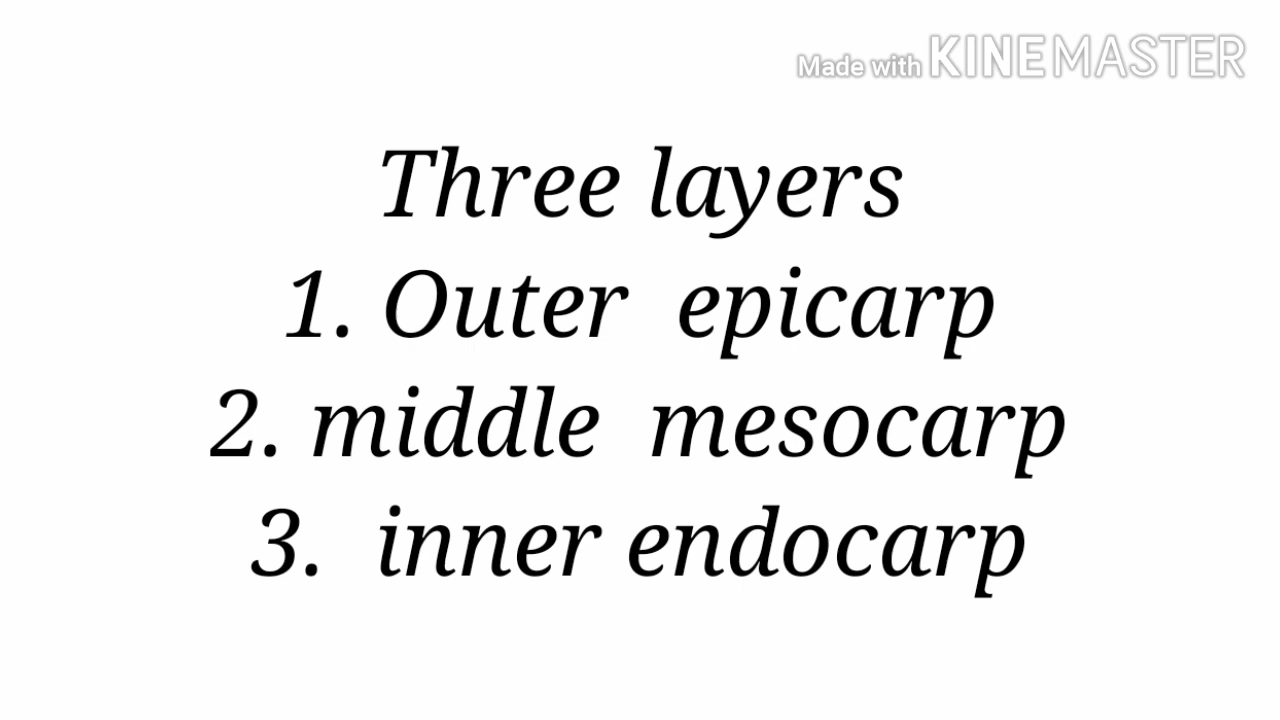 Made with KINEMASTER
Three layers
1. Outer epicarp
2. middle mesocarp
3. inner endocarp